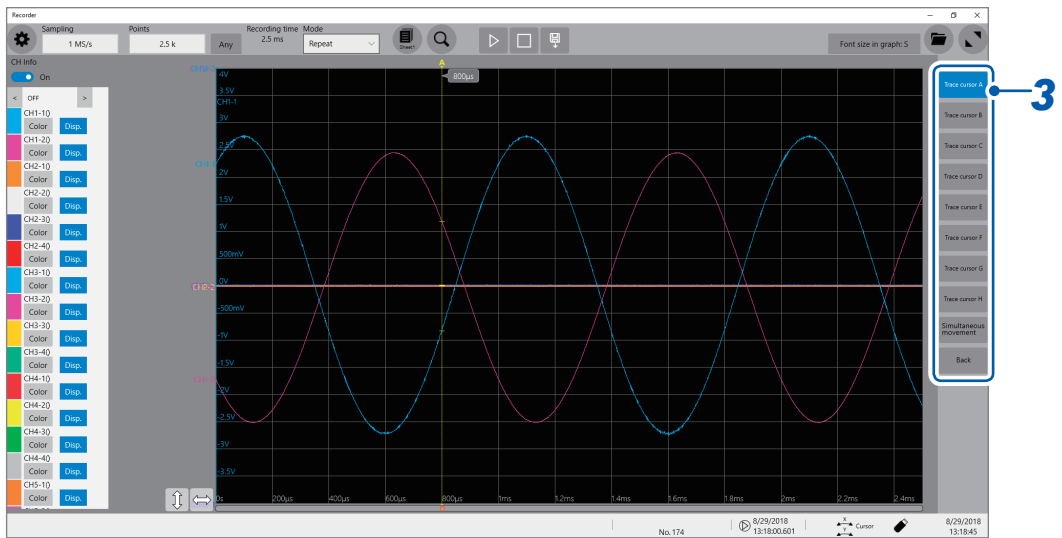 Recorder
Sampling
Points
Recording time
Mode
1 MS/s
2.5 k
Any
2.5 ms
Repeat
Sheet1
Font size in graph: S
CH Info
On
< OFF >
CH1-1()
Color Disp.
CH1-2()
Color Disp.
CH2-1()
Color Disp.
CH2-2()
Color Disp.
CH2-3()
Color Disp.
CH2-4()
Color Disp.
CH3-1()
Color Disp.
CH3-2()
Color Disp.
CH3-3()
Color Disp.
CH3-4()
Color Disp.
CH4-1()
Color Disp.
CH4-2()
Color Disp.
CH4-3()
Color Disp.
CH4-4()
Color Disp.
CH5-1()
Color Disp.
A
800µs
4V
3.5V
CH1-1
3V
2.5V
2V
1.5V
1V
500mV
0V
CH2-2
-500mV
-1V
-1.5V
-2V
-2.5V
-3V
-3.5V
0s 200µs 400µs 600µs 800µs 1ms 1.2ms 1.4ms 1.6ms 1.8ms 2ms 2.2ms 2.4ms
Trace cursor A
Trace cursor B
Trace cursor C
Trace cursor D
Trace cursor E
Trace cursor F
Trace cursor G
Trace cursor H
Simultaneous
movement
Back
3
No. 174
8/29/2018
13:18:00.601
X
Y
Cursor
8/29/2018
13:18:45